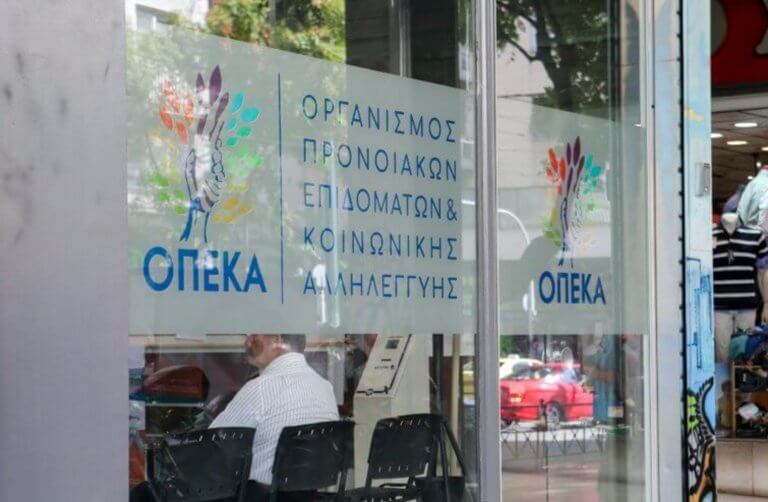 ΟΡΓΑΝΙΣΜΟΣ
ΠΡΟΝΟΙΑΚΩΝ
ΕΠΙΔΟΜΑΤΩΝ &
ΚΟΙΝΩΝΙΚΗΣ
ΑΛΛΗΛΕΓΓΥΗΣ
ΟΠΕΚΑ
ΟΠΕΚΑ